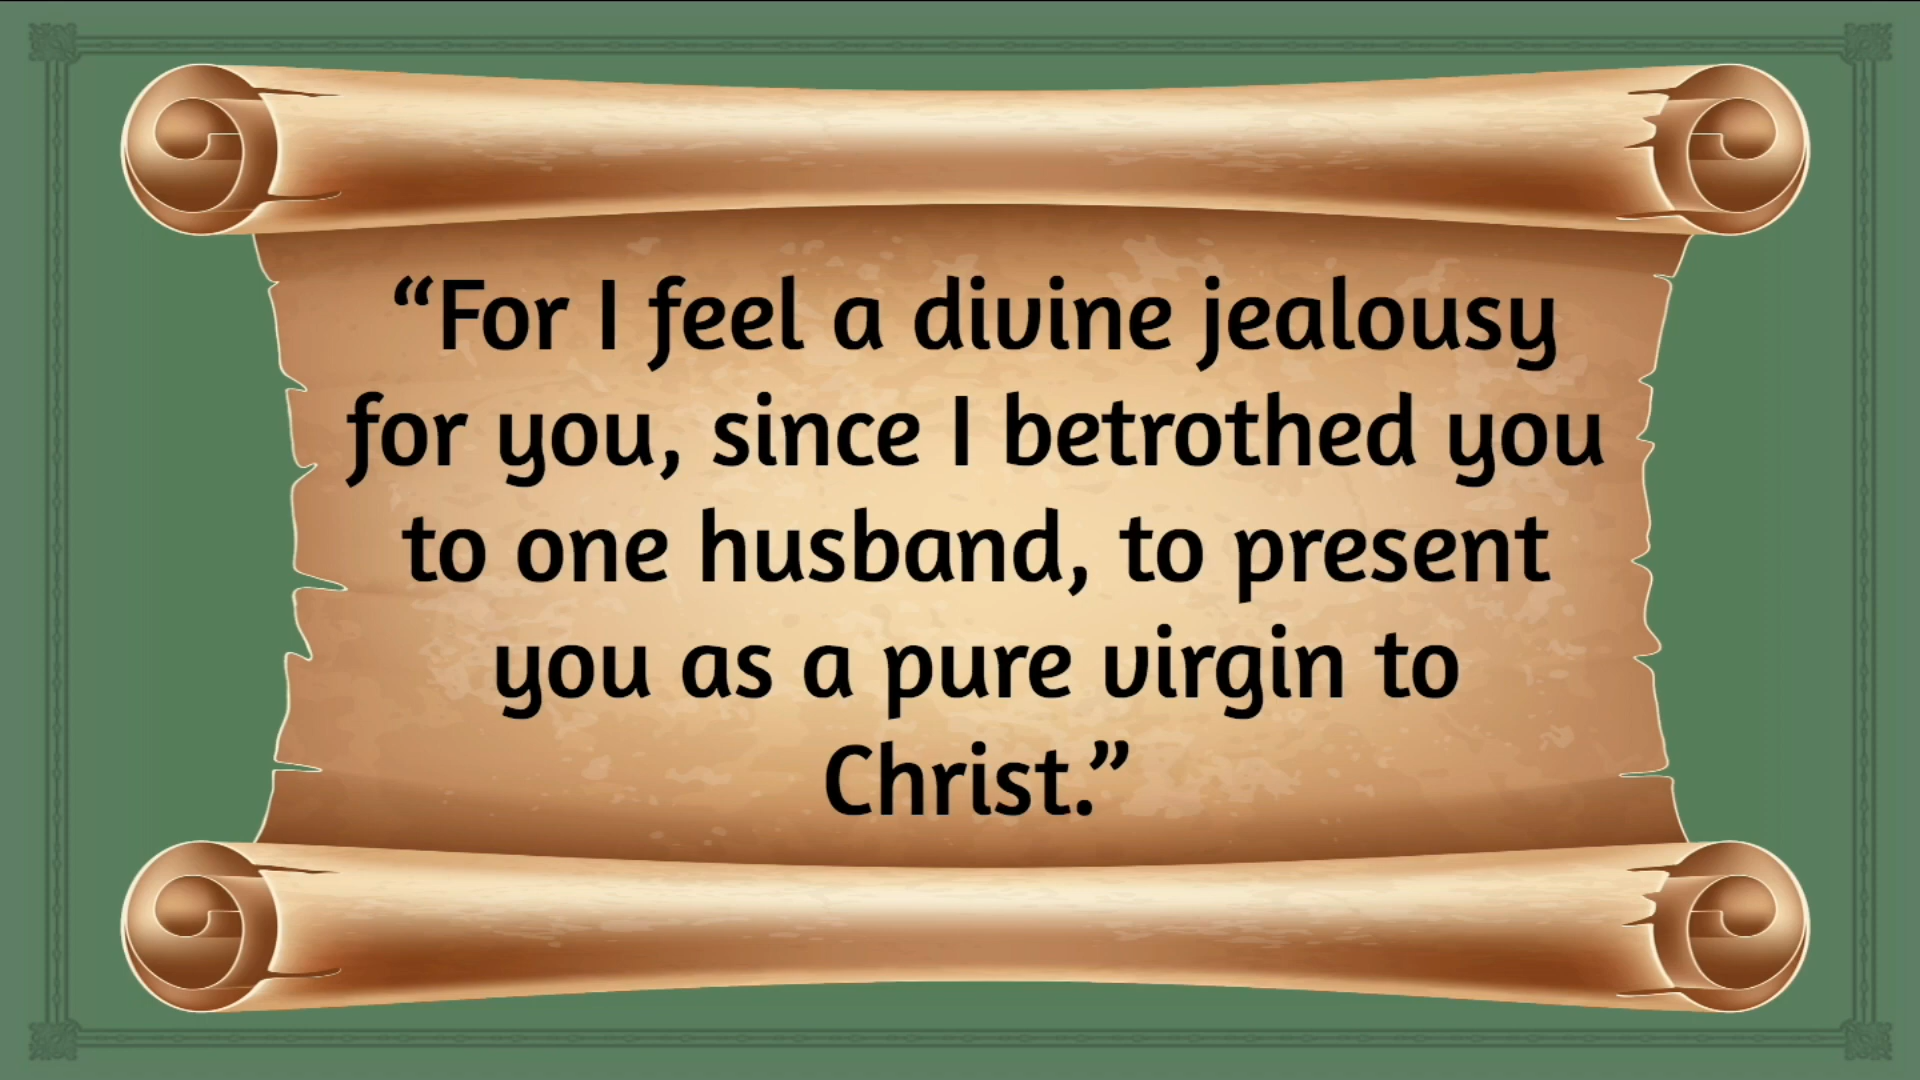 “For I feel a divine jealousy
for you, since I betrothed you
to one husband, to present
you as a pure virgin to
Christ.”